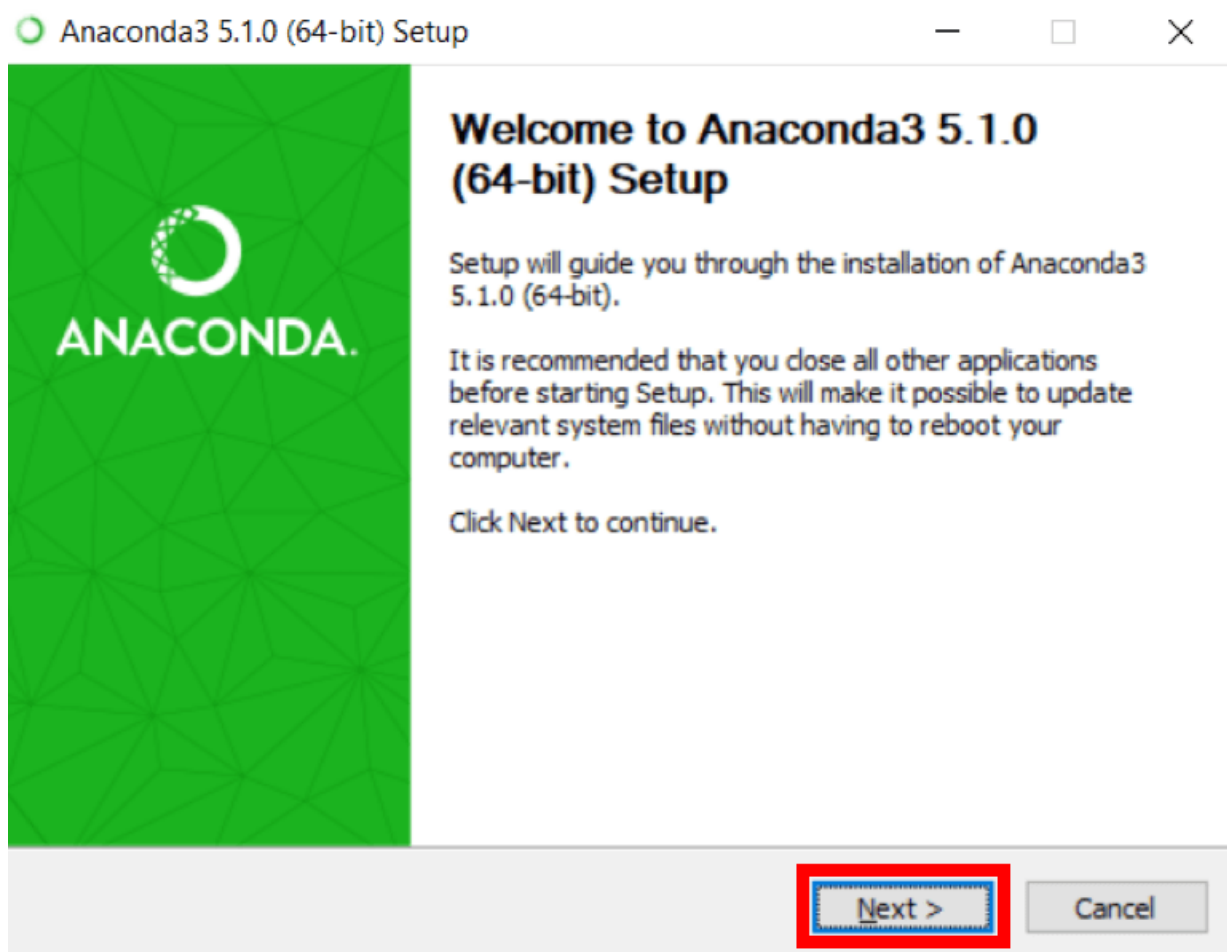 Anaconda3 5.1.0 (64-bit) Setup
ANACONDA.
Welcome to Anaconda3 5.1.0
(64-bit) Setup
Setup will guide you through the installation of Anaconda3
5.1.0 (64-bit).
It is recommended that you close all other applications
before starting Setup. This will make it possible to update
relevant system files without having to reboot your
computer.
Click Next to continue.
Next >
Cancel